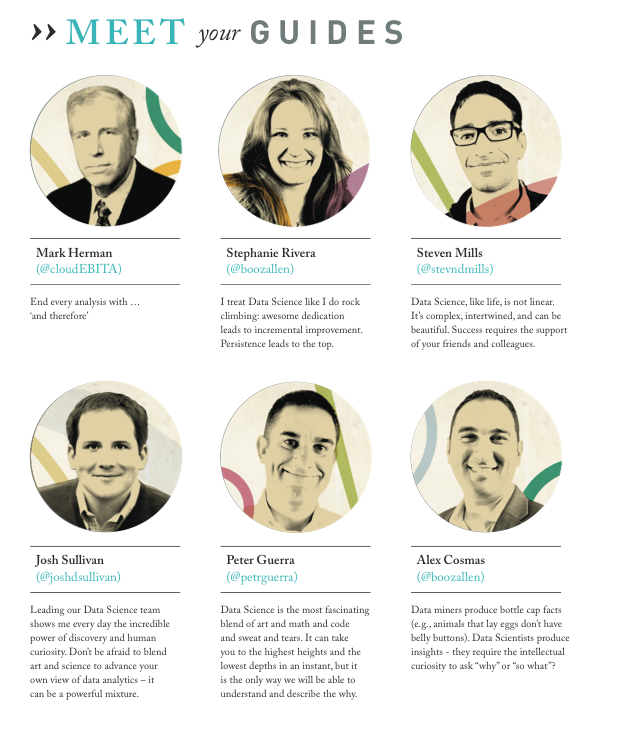 ›› MEET your GUIDES
Mark Herman
(@cloudEBITA)
End every analysis with …
‘and therefore’
Stephanie Rivera
(@boozallen)
I treat Data Science like I do rock
climbing: awesome dedication
leads to incremental improvement.
Persistence leads to the top.
Steven Mills
(@stevndmills)
Data Science, like life, is not linear.
It’s complex, intertwined, and can be
beautiful. Success requires the support
of your friends and colleagues.
Josh Sullivan
(@joshdsullivan)
Leading our Data Science team
shows me every day the incredible
power of discovery and human
curiosity. Don’t be afraid to blend
art and science to advance your
own view of data analytics – it
can be a powerful mixture.
Peter Guerra
(@petrguerra)
Data Science is the most fascinating
blend of art and math and code
and sweat and tears. It can take
you to the highest heights and the
lowest depths in an instant, but it
is the only way we will be able to
understand and describe the why.
Alex Cosmas
(@boozallen)
Data miners produce bottle cap facts
(e.g., animals that lay eggs don’t have
belly buttons). Data Scientists produce
insights - they require the intellectual
curiosity to ask “why” or “so what”?